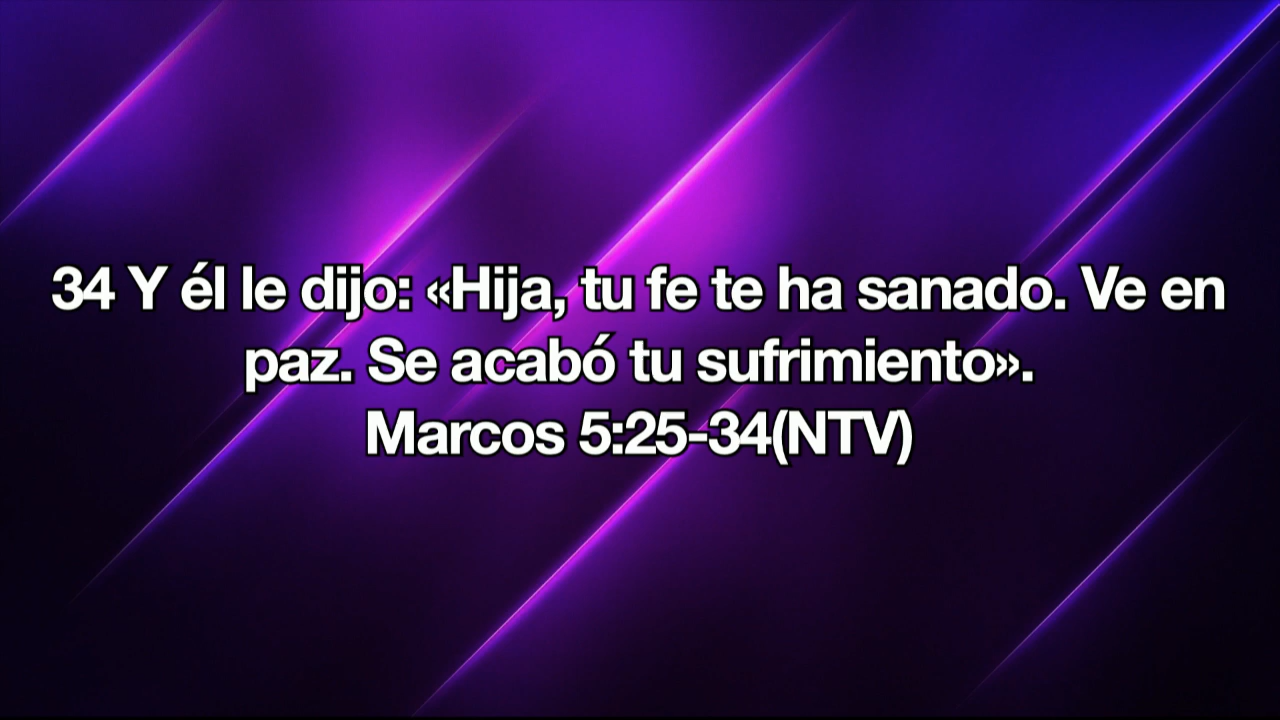 34 Y él le dijo: «Hija, tu fe te ha sanado. Ve en
paz. Se acabó tu sufrimiento».
Marcos 5:25-34(NTV)